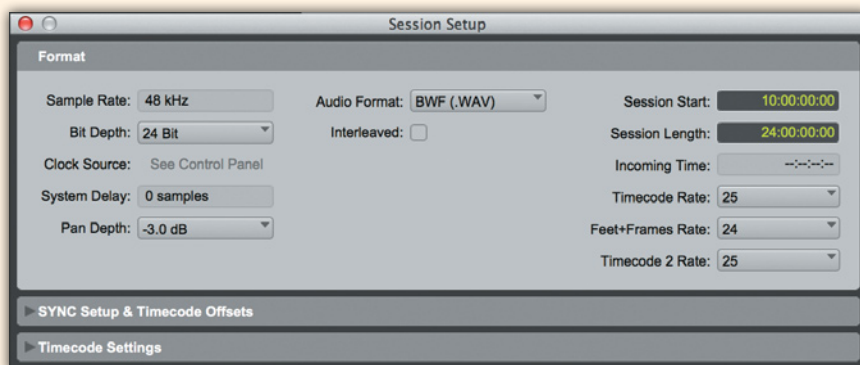 Session Setup
Format
Sample Rate: 48 kHz
Bit Depth: 24 Bit
Clock Source: See Control Panel
System Delay: 0 samples
Pan Depth: -3.0 dB
Audio Format: BWF (.WAV)
Interleaved:
Session Start: 10:00:00:00
Session Length: 24:00:00:00
Incoming Time: --:--:--:--
Timecode Rate: 25
Feet+Frames Rate: 24
Timecode 2 Rate: 25
SYNC Setup & Timecode Offsets
Timecode Settings